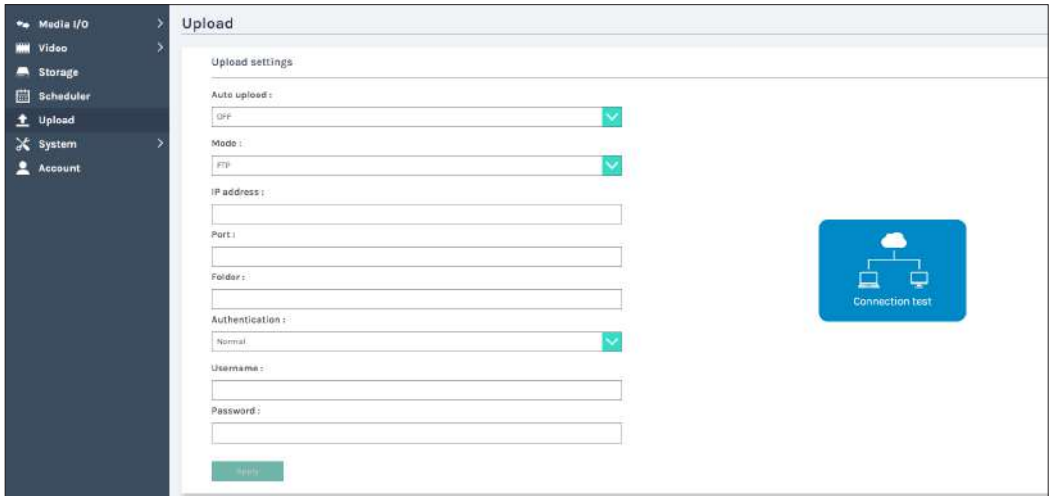 Media I/O
Video
Storage
Scheduler
Upload
System
Account
Upload
Upload settings
Auto upload :
OFF
Mode :
FTP
IP address :
Port :
Folder :
Authentication :
Normal
Username :
Password :
Apply
Connection test